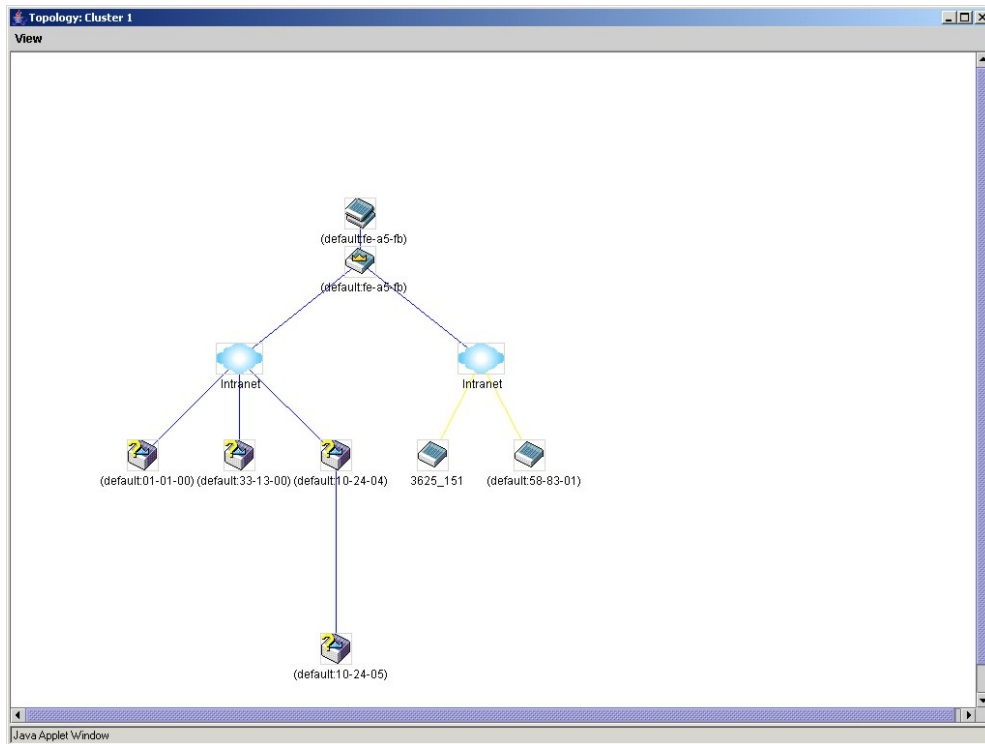 Topology: Cluster 1
View
(default:fe-a5-fb)
(default:fe-a5-fb)
Intranet Intranet
(default:01-01-00) (default:33-13-00) (default:10-24-04) 3625_151 (default:58-83-01)
(default:10-24-05)
Java Applet Window